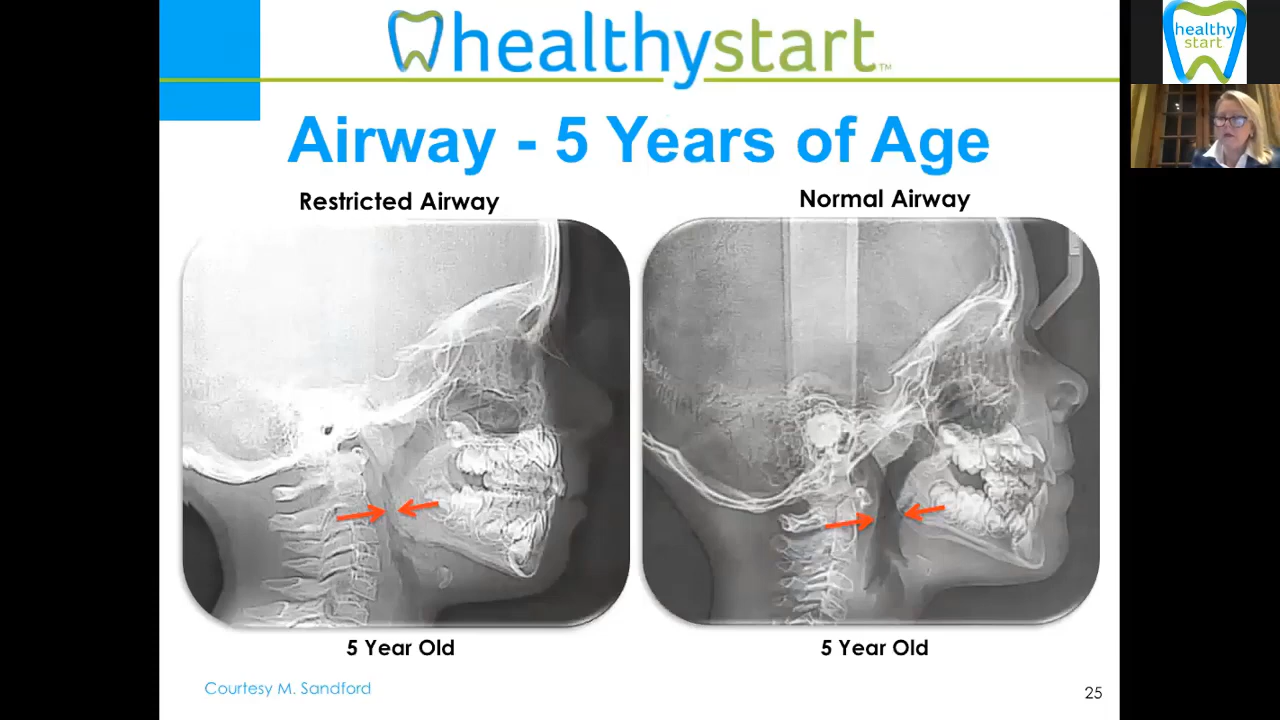 healthystart™
healthy
start
Airway - 5 Years of Age
Restricted Airway
Normal Airway
5 Year Old
5 Year Old
Courtesy M. Sandford
25